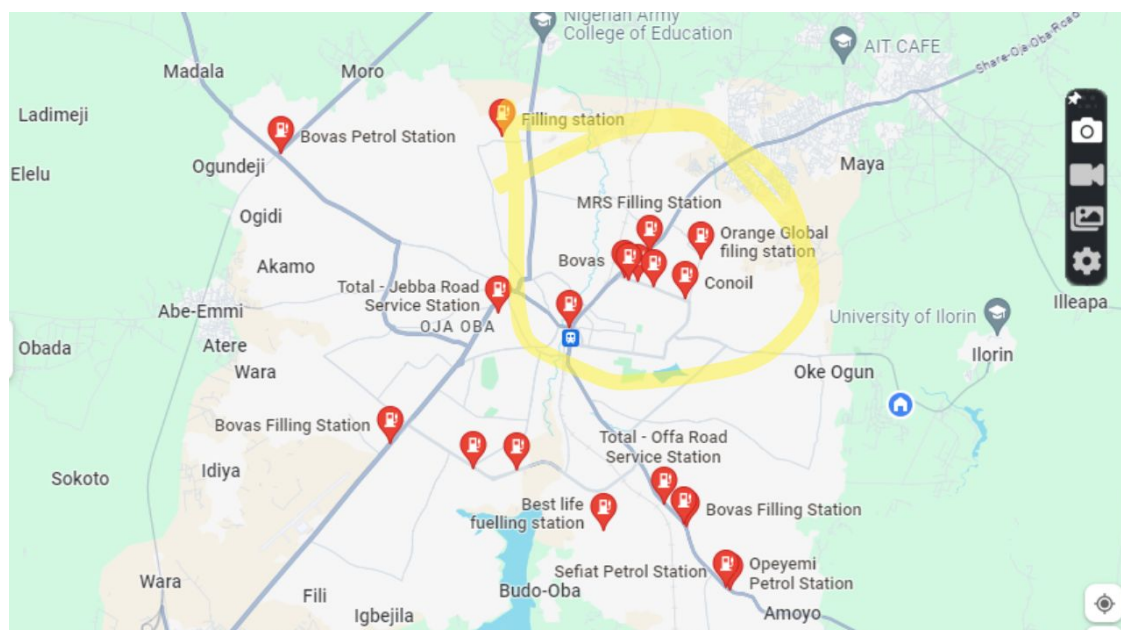 Nigerian Army
College of Education
AIT CAFE
Share-Oja-Oba Road
Madala
Moro
Ladimeji
Filling station
Bovas Petrol Station
Ogundeji
Maya
Elelu
MRS Filling Station
Ogidi
Orange Global
filing station
Bovas
Akamo
Conoil
Total - Jebba Road
Service Station
Illeapa
Abe-Emmi
OJA OBA
University of Ilorin
Obada
Atere
Ilorin
Wara
Oke Ogun
Bovas Filling Station
Total - Offa Road
Service Station
Idiya
Sokoto
Best life
fuelling station
Bovas Filling Station
Sefiat Petrol Station
Opeyemi
Petrol Station
Wara
Budo-Oba
Fili
Amoyo
Igbejila